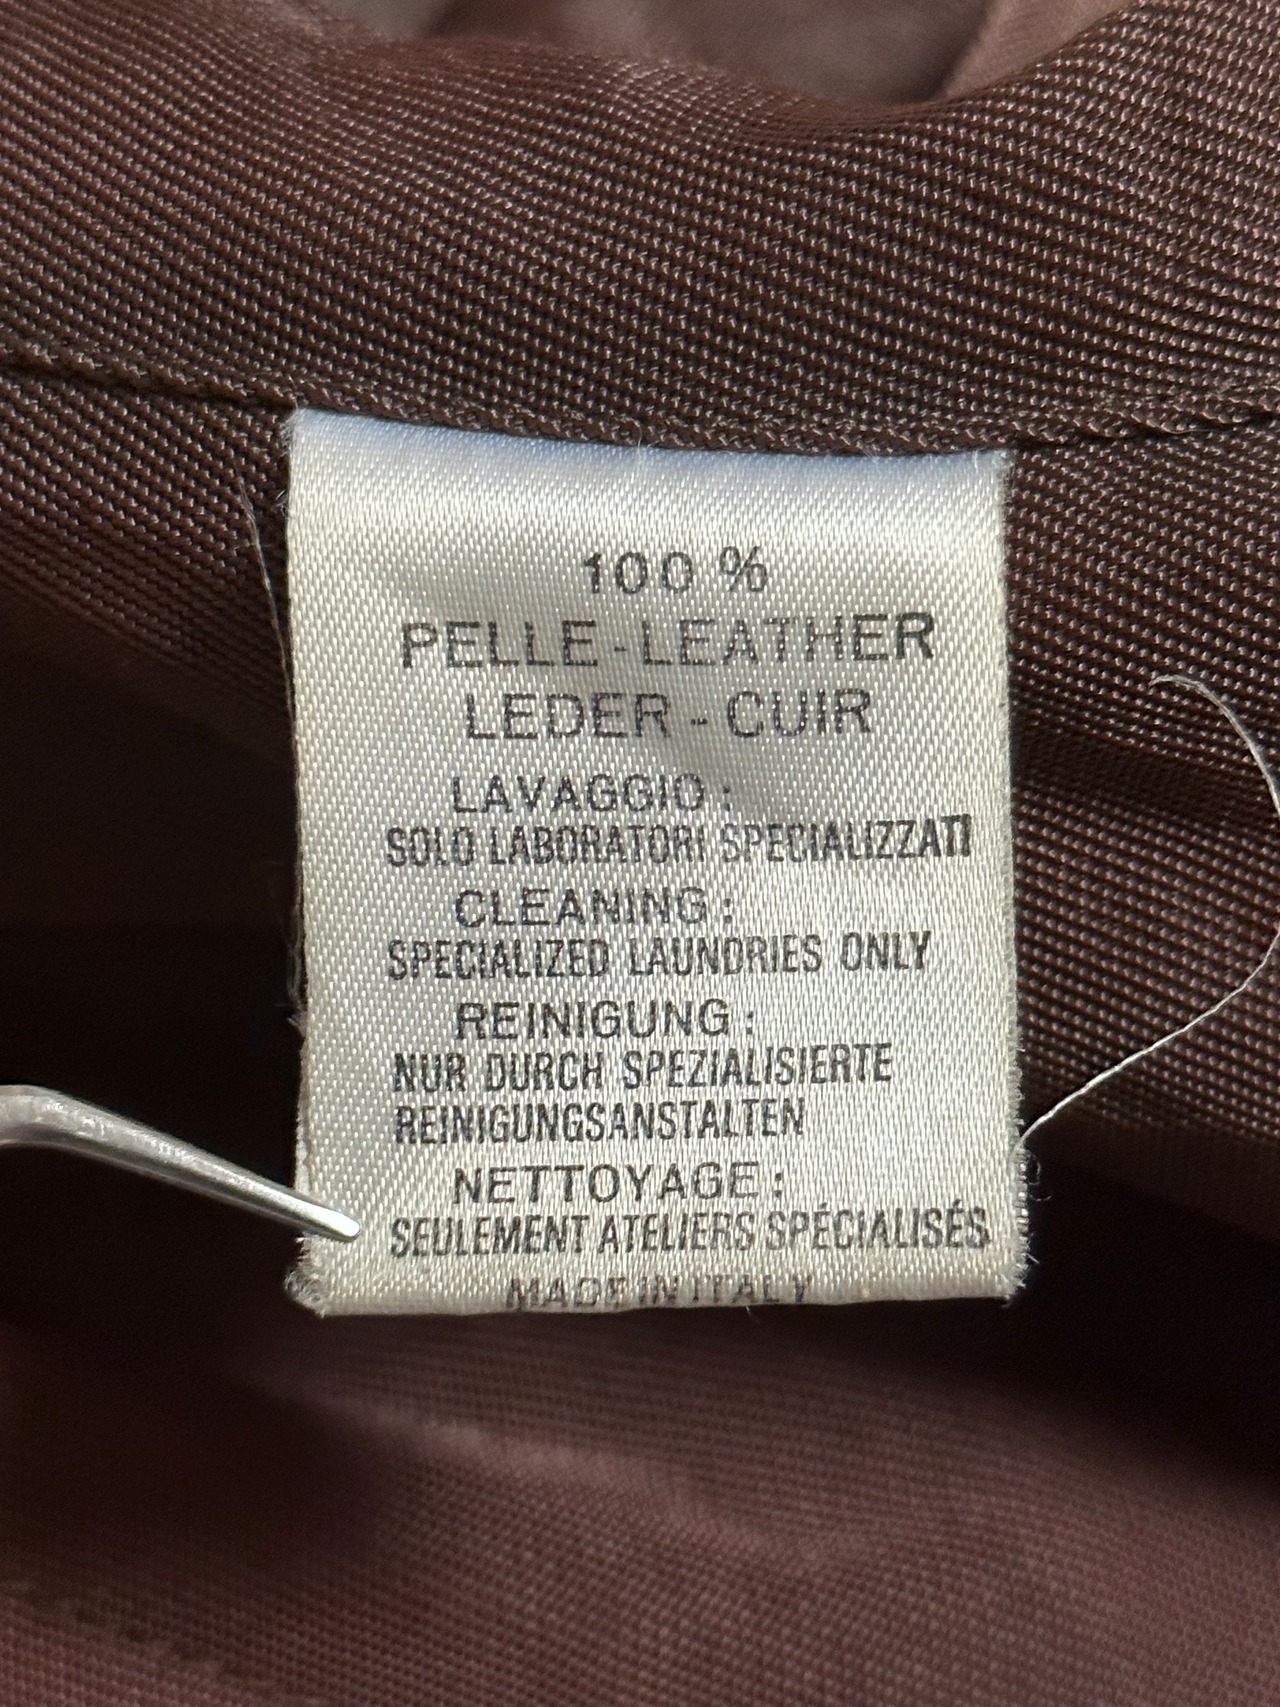 100 %
PELLE-LEATHER
LEDER - CUIR
LAVAGGIO :
SOLO LABORATORI SPECIALIZZATI
CLEANING :
SPECIALIZED LAUNDRIES ONLY
REINIGUNG :
NUR DURCH SPEZIALISIERTE
REINIGUNGSANSTALTEN
NETTOYAGE :
SEULEMENT ATELIERS SPÉCIALISÉS
MADE IN ITALY